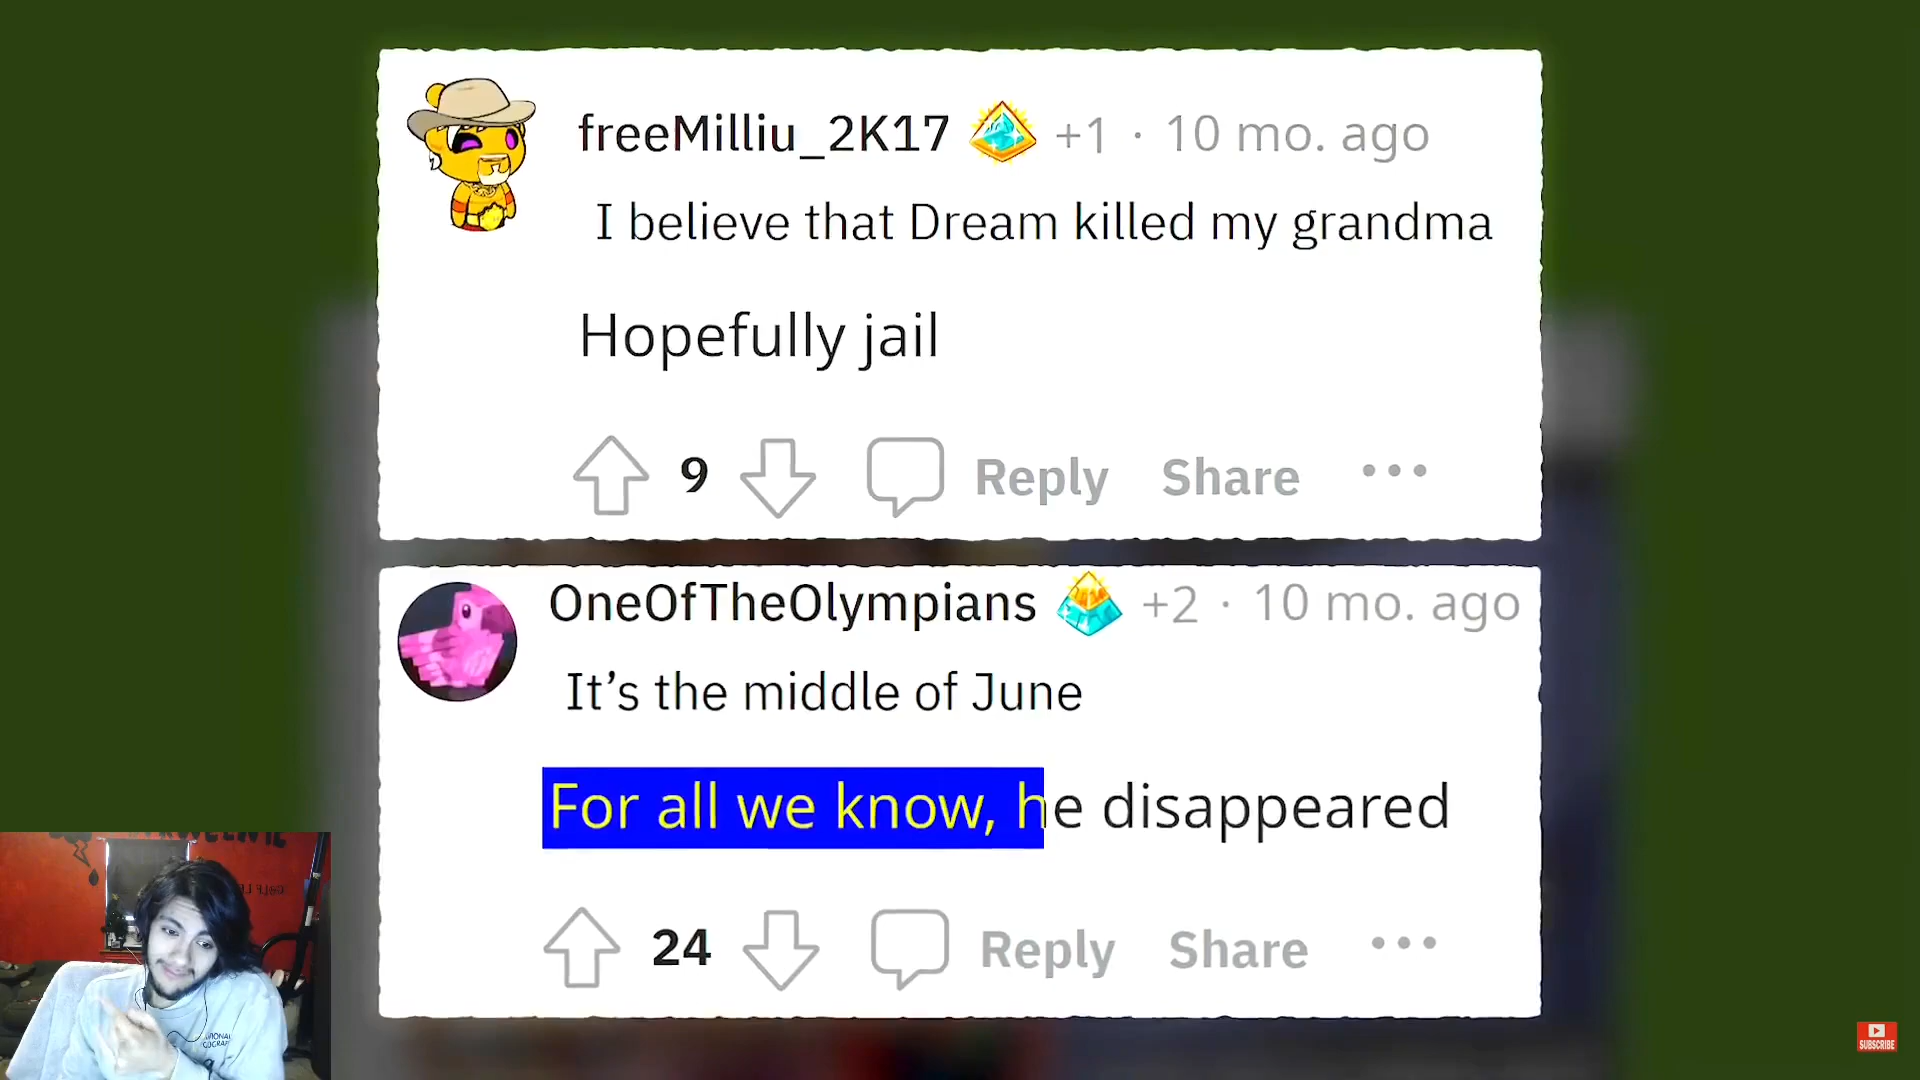 freeMilliu_2K17 +1 · 10 mo. ago
I believe that Dream killed my grandma
Hopefully jail
9 Reply Share ...
OneOfTheOlympians +2 · 10 mo. ago
It's the middle of June
For all we know, he disappeared
24 Reply Share ...
SUBSCRIBE